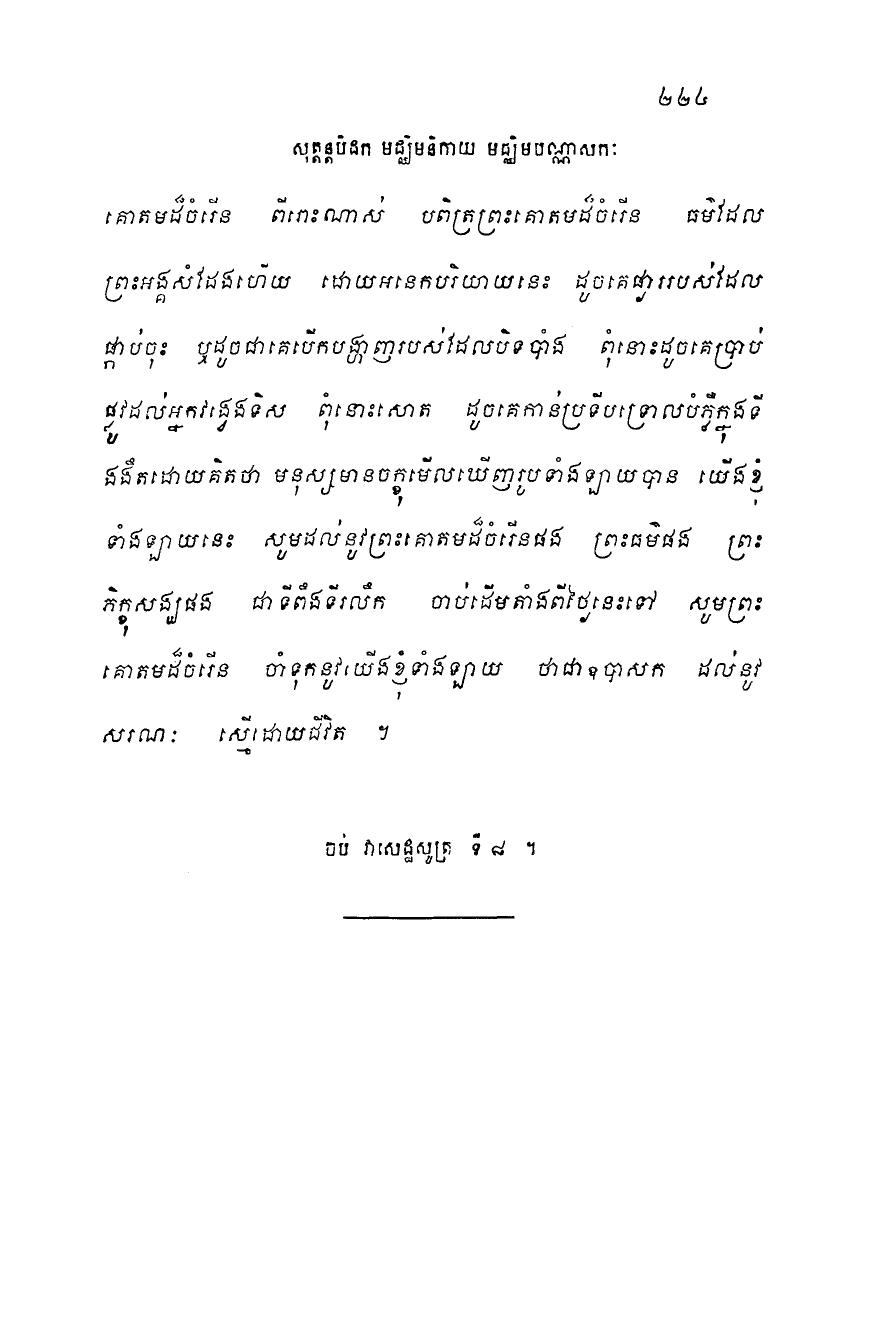 ២២៤
សុត្តន្តបិដក មជ្ឈិមនិកាយ មជ្ឈិមបណ្ណាសកៈ
គោតមដ៏ចំរើន ពីរោះណាស់ បពិត្រព្រះគោតមដ៏ចំរើន ធម៌ដែល
ព្រះអង្គសំដែងហើយ ដោយអនេកបរិយាយនេះ ដូចគេផ្ងាររបស់ដែល
ផ្កាប់ចុះ ឬដូចជាគេបើកបង្ហាញរបស់ដែលបិទបាំង ពុំនោះដូចគេប្រាប់
ផ្លូវដល់អ្នកវង្វេងទិស ពុំនោះសោត ដូចគេកាន់ប្រទីបទ្រោលបំភ្លឺក្នុងទី
ងងឹតដោយគិតថា មនុស្សមានចក្ខុមើលឃើញរូបទាំងឡាយបាន យើងខ្ញុំ
ទាំងឡាយនេះ សូមដល់នូវព្រះគោតមដ៏ចំរើនផង ព្រះធម៌ផង ព្រះ
ភិក្ខុសង្ឃផង ជាទីពឹងទីរលឹក ចាប់ដើមតាំងពីថ្ងៃនេះទៅ សូមព្រះ
គោតមដ៏ចំរើន ចាំទុកនូវយើងខ្ញុំទាំងឡាយ ថាជាឧបាសក ដល់នូវ
សរណៈ ស្មើដោយជីវិត ។
ចប់ វាសេដ្ឋសូត្រ ទី ៨ ។